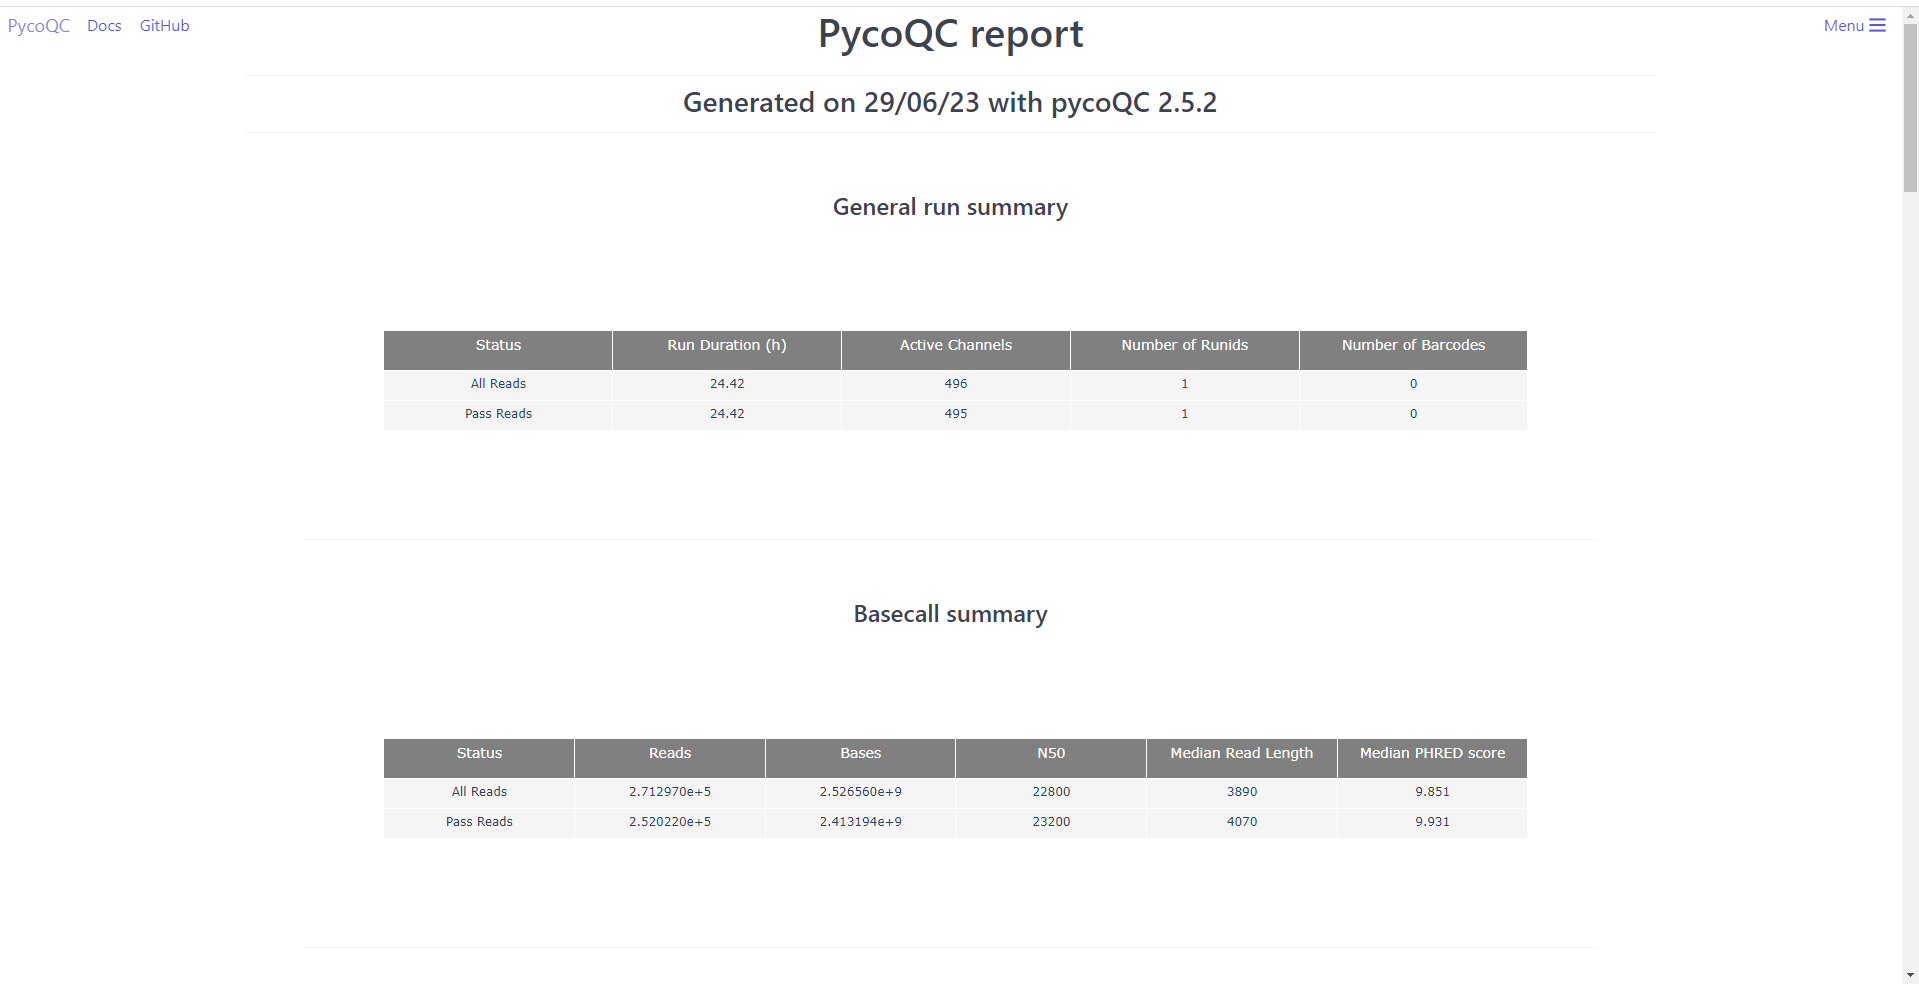 PycoQC Docs GitHub
Menu
PycoQC report
Generated on 29/06/23 with pycoQC 2.5.2
General run summary
Status Run Duration (h) Active Channels Number of Runids Number of Barcodes
All Reads 24.42 496 1 0
Pass Reads 24.42 495 1 0
Basecall summary
Status Reads Bases N50 Median Read Length Median PHRED score
All Reads 2.712970e+5 2.526560e+9 22800 3890 9.851
Pass Reads 2.520220e+5 2.413194e+9 23200 4070 9.931